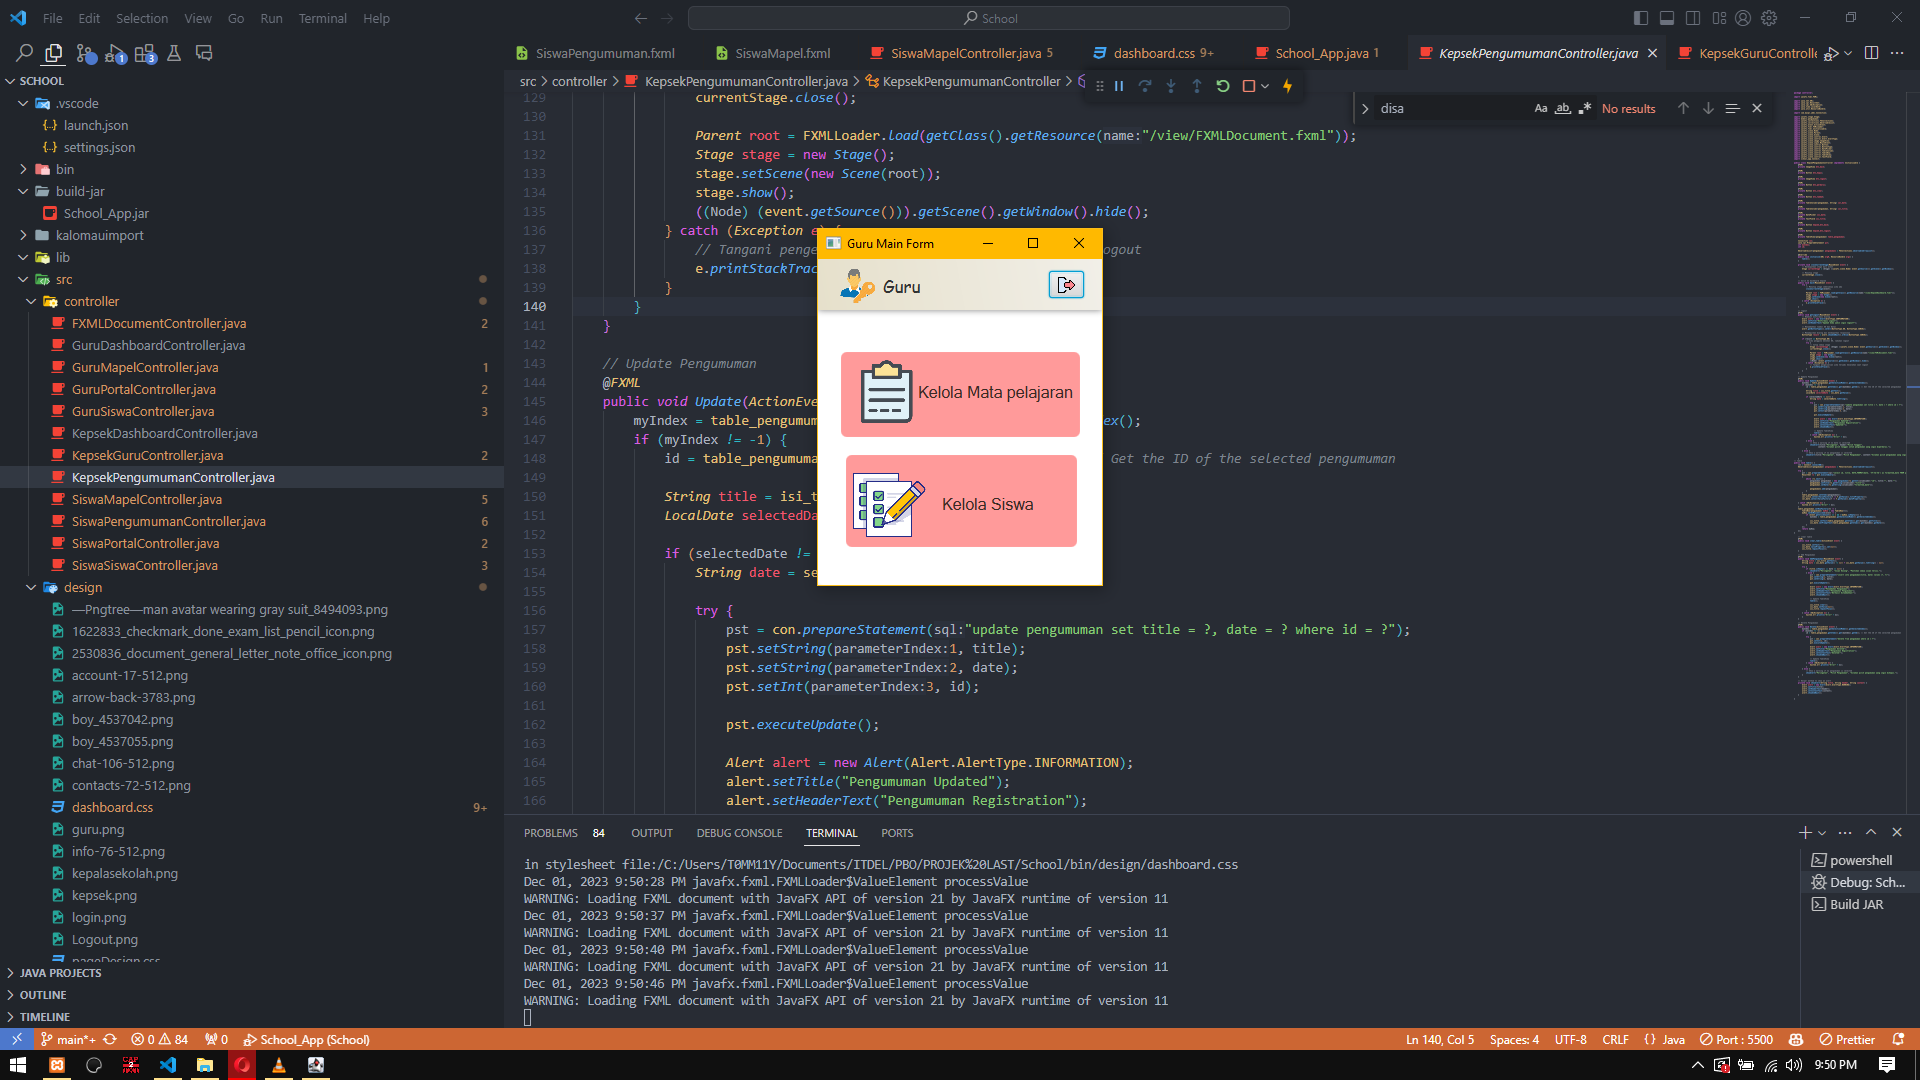 File Edit Selection View Go Run Terminal Help
School
SiswaPengumuman.fxml
SiswaMapel.fxml
SiswaMapelController.java 5
dashboard.css 9+
School_App.java 1
KepsekPengumumanController.java
KepsekGuruControlle
SCHOOL
.vscode
launch.json
settings.json
bin
build-jar
School_App.jar
kalomauimport
lib
src
controller
FXMLDocumentController.java 2
GuruDashboardController.java
GuruMapelController.java 1
GuruPortalController.java 2
GuruSiswaController.java 3
KepsekDashboardController.java
KepsekGuruController.java 2
KepsekPengumumanController.java
SiswaMapelController.java 5
SiswaPengumumanController.java 6
SiswaPortalController.java 2
SiswaSiswaController.java 3
design
—Pngtree—man avatar wearing gray suit_8494093.png
1622833_checkmark_done_exam_list_pencil_icon.png
2530836_document_general_letter_note_office_icon.png
account-17-512.png
arrow-back-3783.png
boy_4537042.png
boy_4537055.png
chat-106-512.png
contacts-72-512.png
dashboard.css 9+
guru.png
info-76-512.png
kepalasekolah.png
kepsek.png
login.png
Logout.png
pageDesign.css
JAVA PROJECTS
OUTLINE
TIMELINE
src > controller > KepsekPengumumanController.java > KepsekPengumumanController >
disa
Aa ab
No results
129 currentStage.close();
130
131 Parent root = FXMLLoader.load(getClass().getResource(name:"/view/FXMLDocument.fxml"));
132 Stage stage = new Stage();
133 stage.setScene(new Scene(root));
134 stage.show();
135 ((Node) (event.getSource())).getScene().getWindow().hide();
136 } catch (Exception e) {
137 // Tangani penge ogout
138 e.printStackTrac
139 }
140 }
141 }
142
143 // Update Pengumuman
144 @FXML
145 public void Update(ActionEve
146 myIndex = table_pengumum ex();
147 if (myIndex != -1) {
148 id = table_pengumuma Get the ID of the selected pengumuman
149
150 String title = isi_t
151 LocalDate selectedDa
152
153 if (selectedDate !=
154 String date = se
155
156 try {
157 pst = con.prepareStatement(sql:"update pengumuman set title = ?, date = ? where id = ?");
158 pst.setString(parameterIndex:1, title);
159 pst.setString(parameterIndex:2, date);
160 pst.setInt(parameterIndex:3, id);
161
162 pst.executeUpdate();
163
164 Alert alert = new Alert(Alert.AlertType.INFORMATION);
165 alert.setTitle("Pengumuman Updated");
166 alert.setHeaderText("Pengumuman Registration");
Guru Main Form
Guru
Kelola Mata pelajaran
Kelola Siswa
PROBLEMS 84 OUTPUT DEBUG CONSOLE TERMINAL PORTS
in stylesheet file:/C:/Users/T0MM11Y/Documents/ITDEL/PBO/PROJEK%20LAST/School/bin/design/dashboard.css
Dec 01, 2023 9:50:28 PM javafx.fxml.FXMLLoader$ValueElement processValue
WARNING: Loading FXML document with JavaFX API of version 21 by JavaFX runtime of version 11
Dec 01, 2023 9:50:37 PM javafx.fxml.FXMLLoader$ValueElement processValue
WARNING: Loading FXML document with JavaFX API of version 21 by JavaFX runtime of version 11
Dec 01, 2023 9:50:40 PM javafx.fxml.FXMLLoader$ValueElement processValue
WARNING: Loading FXML document with JavaFX API of version 21 by JavaFX runtime of version 11
Dec 01, 2023 9:50:46 PM javafx.fxml.FXMLLoader$ValueElement processValue
WARNING: Loading FXML document with JavaFX API of version 21 by JavaFX runtime of version 11
powershell
Debug: Sch...
Build JAR
main*+ 0 84 0 School_App (School)
Ln 140, Col 5 Spaces: 4 UTF-8 CRLF {} Java Port : 5500 Prettier
9:50 PM